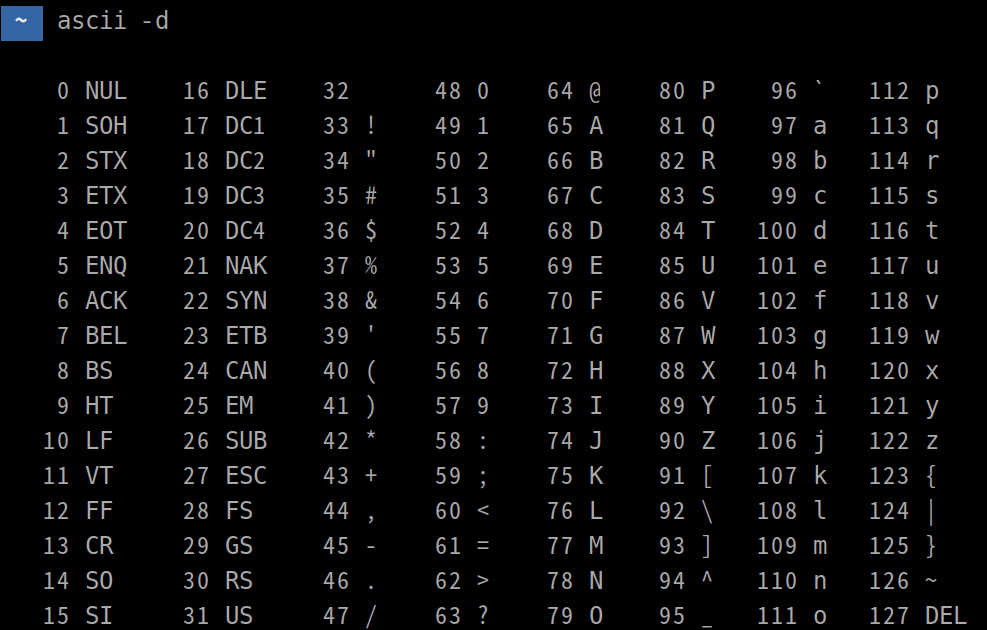 ~ ascii -d
0 NUL 16 DLE 32 48 0 64 @ 80 P 96 ` 112 p
1 SOH 17 DC1 33 ! 49 1 65 A 81 Q 97 a 113 q
2 STX 18 DC2 34 " 50 2 66 B 82 R 98 b 114 r
3 ETX 19 DC3 35 # 51 3 67 C 83 S 99 c 115 s
4 EOT 20 DC4 36 $ 52 4 68 D 84 T 100 d 116 t
5 ENQ 21 NAK 37 % 53 5 69 E 85 U 101 e 117 u
6 ACK 22 SYN 38 & 54 6 70 F 86 V 102 f 118 v
7 BEL 23 ETB 39 ' 55 7 71 G 87 W 103 g 119 w
8 BS 24 CAN 40 ( 56 8 72 H 88 X 104 h 120 x
9 HT 25 EM 41 ) 57 9 73 I 89 Y 105 i 121 y
10 LF 26 SUB 42 * 58 : 74 J 90 Z 106 j 122 z
11 VT 27 ESC 43 + 59 ; 75 K 91 [ 107 k 123 {
12 FF 28 FS 44 , 60 < 76 L 92 \ 108 l 124 |
13 CR 29 GS 45 - 61 = 77 M 93 ] 109 m 125 }
14 SO 30 RS 46 . 62 > 78 N 94 ^ 110 n 126 ~
15 SI 31 US 47 / 63 ? 79 O 95 _ 111 o 127 DEL